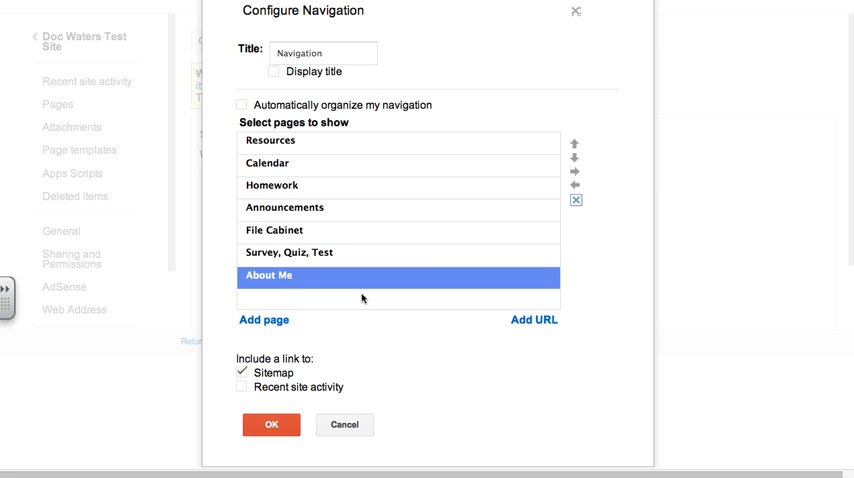 Configure Navigation
Doc Waters Test
Site
Title:
Navigation
Display title
Recent site activity
Pages
Automatically organize my navigation
Attachments
Select pages to show
Page templates
Resources
Apps Scripts
Calendar
Deleted items
Homework
Announcements
General
File Cabinet
Sharing and
Permissions
Survey, Quiz, Test
AdSense
About Me
Web Address
Add page
Add URL
Include a link to:
Sitemap
Recent site activity
OK
Cancel